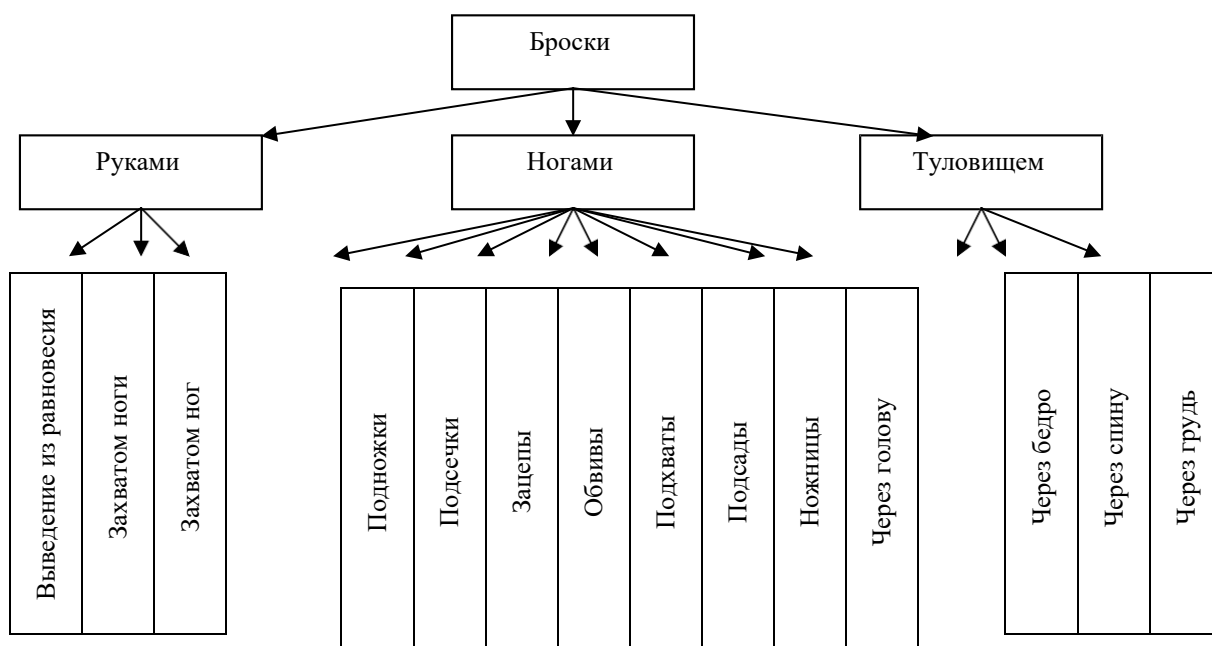 Броски
Руками
Ногами
Туловищем
Выведение из равновесия
Захватом ноги
Захватом ног
Подножки
Подсечки
Зацепы
Обвивы
Подхваты
Подсады
Ножницы
Через голову
Через бедро
Через спину
Через грудь